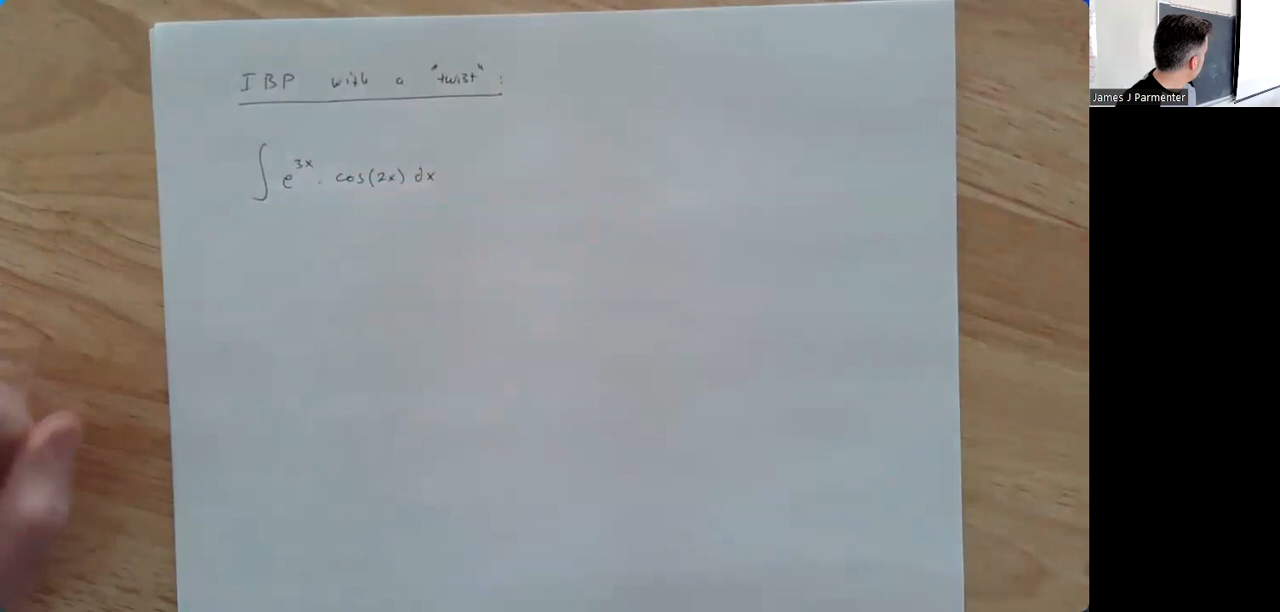 IBP with a "twist" :
∫ e^{3x} · cos(2x) dx
James J Parmenter